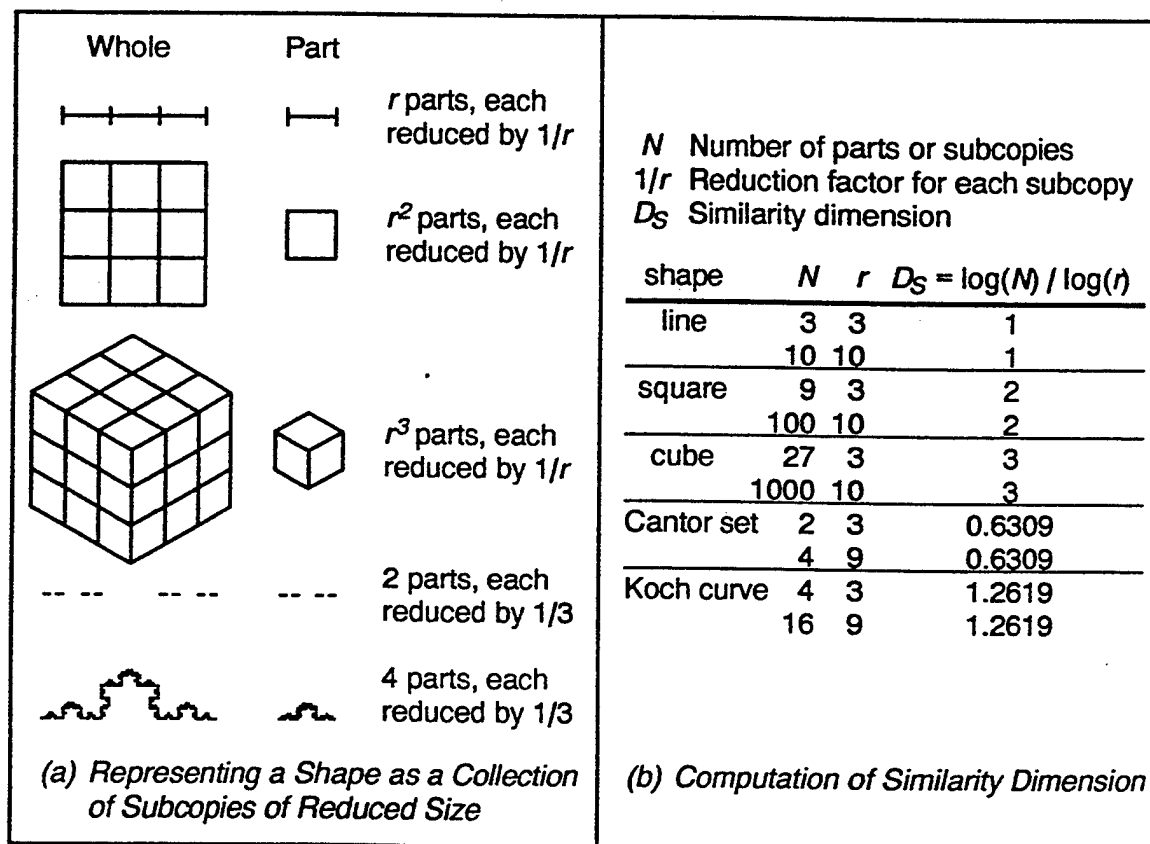 Whole Part
r parts, each
reduced by 1/r
r² parts, each
reduced by 1/r
r³ parts, each
reduced by 1/r
2 parts, each
reduced by 1/3
4 parts, each
reduced by 1/3
(a) Representing a Shape as a Collection
of Subcopies of Reduced Size
N Number of parts or subcopies
1/r Reduction factor for each subcopy
D_S Similarity dimension
shape N r D_S = log(N) / log(r)
line 3 3 1
10 10 1
square 9 3 2
100 10 2
cube 27 3 3
1000 10 3
Cantor set 2 3 0.6309
4 9 0.6309
Koch curve 4 3 1.2619
16 9 1.2619
(b) Computation of Similarity Dimension